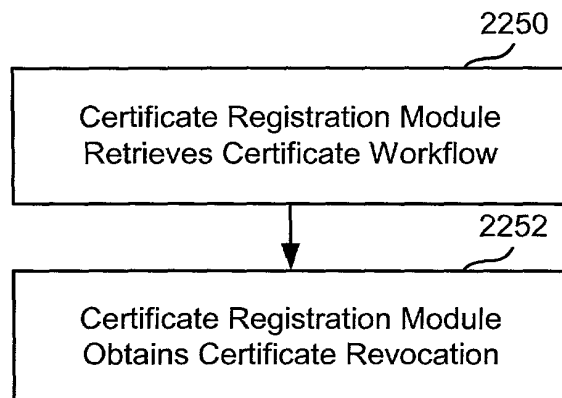 2250
Certificate Registration Module
Retrieves Certificate Workflow
2252
Certificate Registration Module
Obtains Certificate Revocation